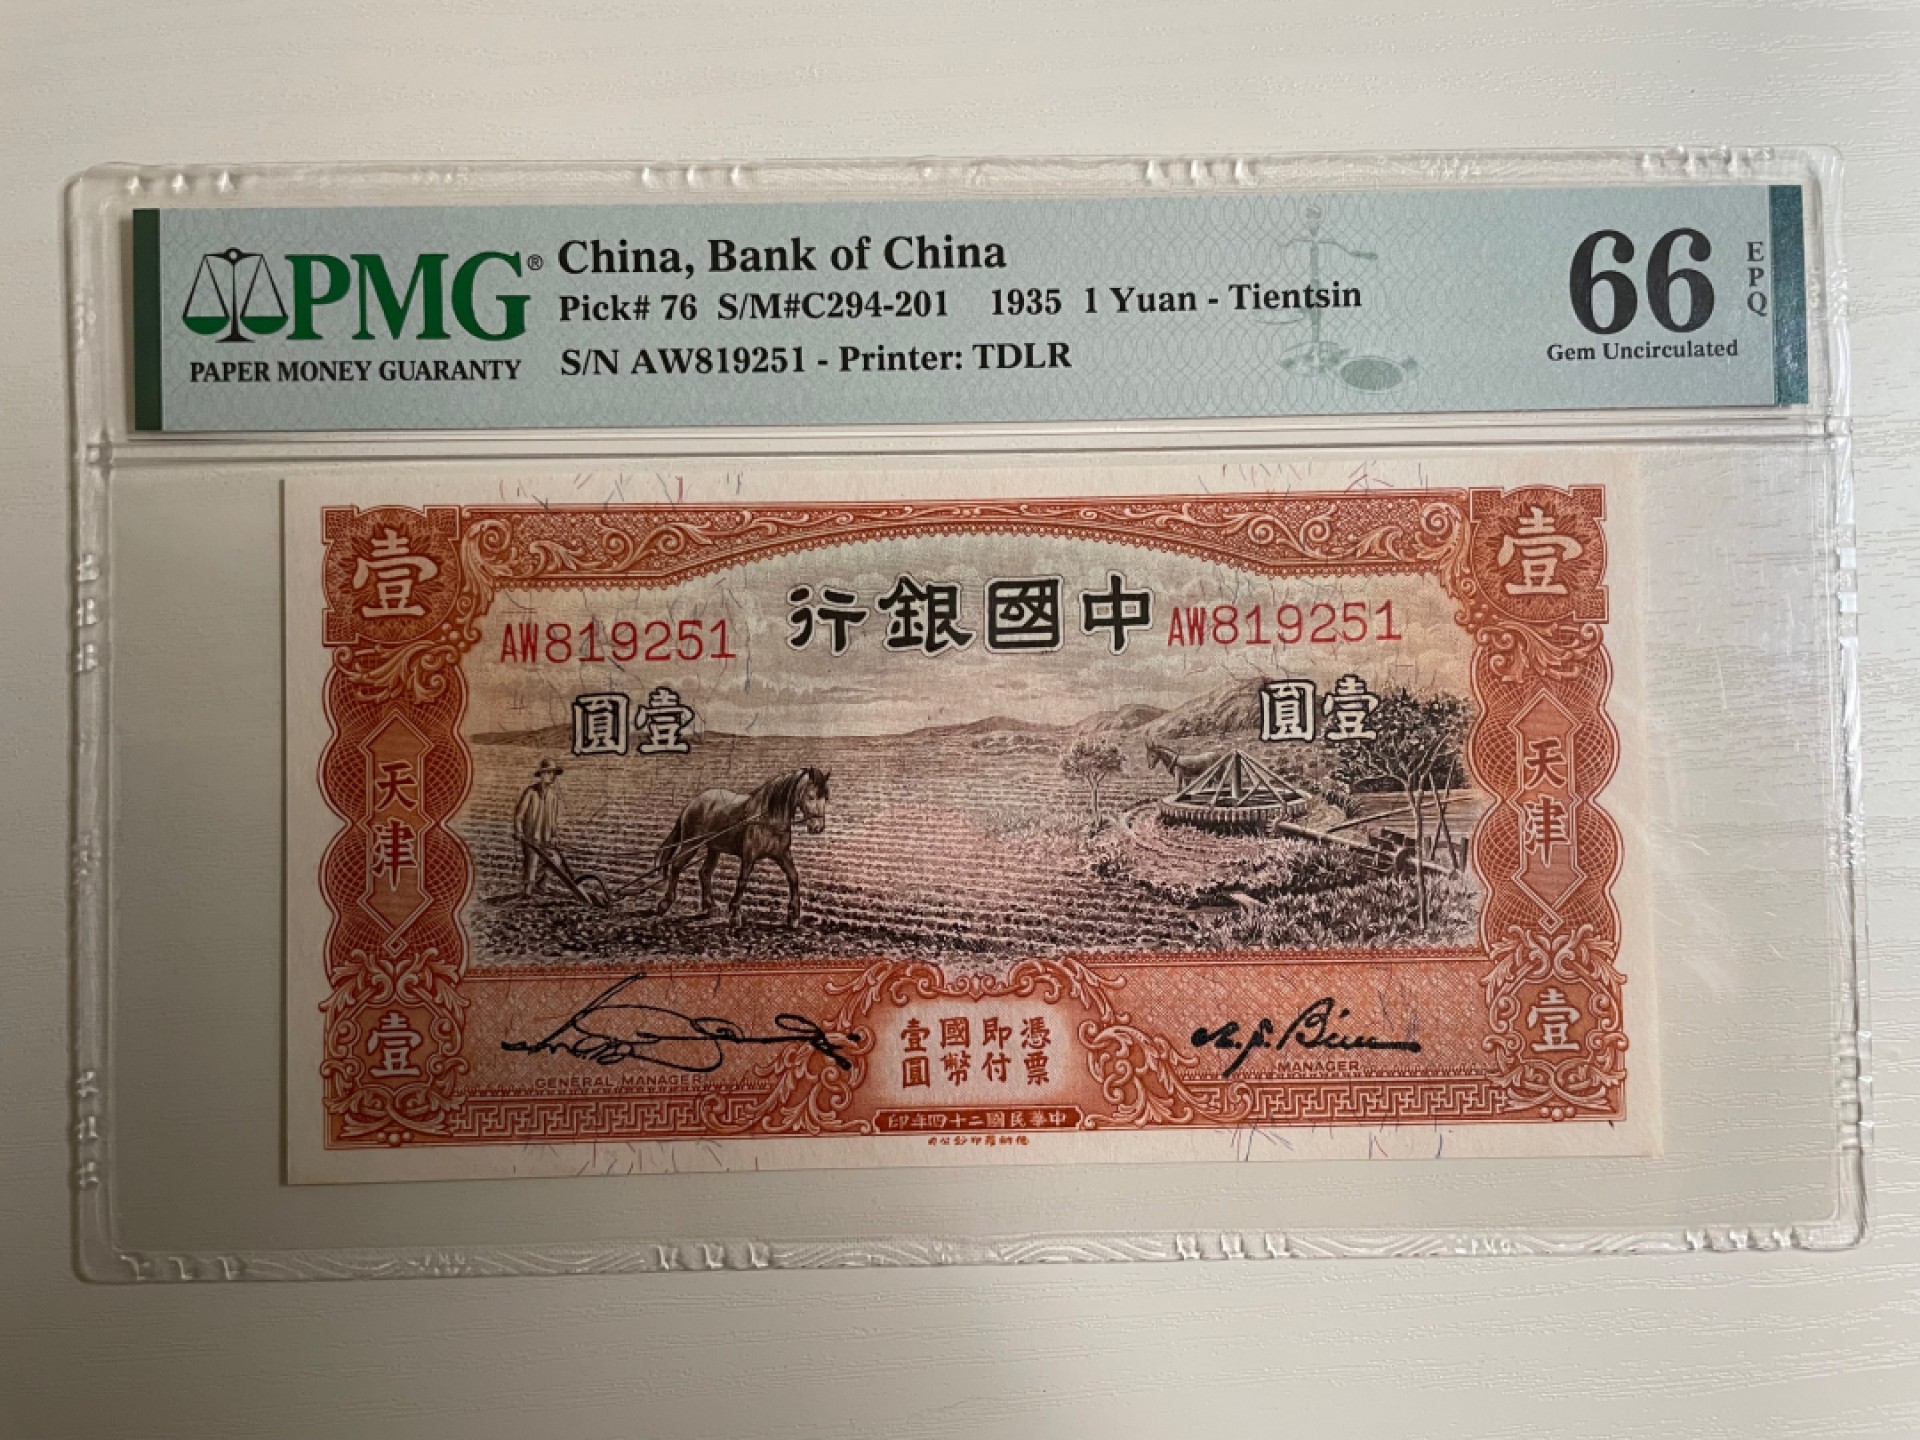 PMG®
PAPER MONEY GUARANTY
China, Bank of China
Pick# 76 S/M#C294-201 1935 1 Yuan - Tientsin
S/N AW819251 - Printer: TDLR
66
EPQ
Gem Uncirculated
壹
壹
行銀國中
AW819251
AW819251
圓壹
圓壹
天津
天津
GENERAL MANAGER
憑票
即付
國幣
壹圓
MANAGER
壹
壹
印年四十二國民華中